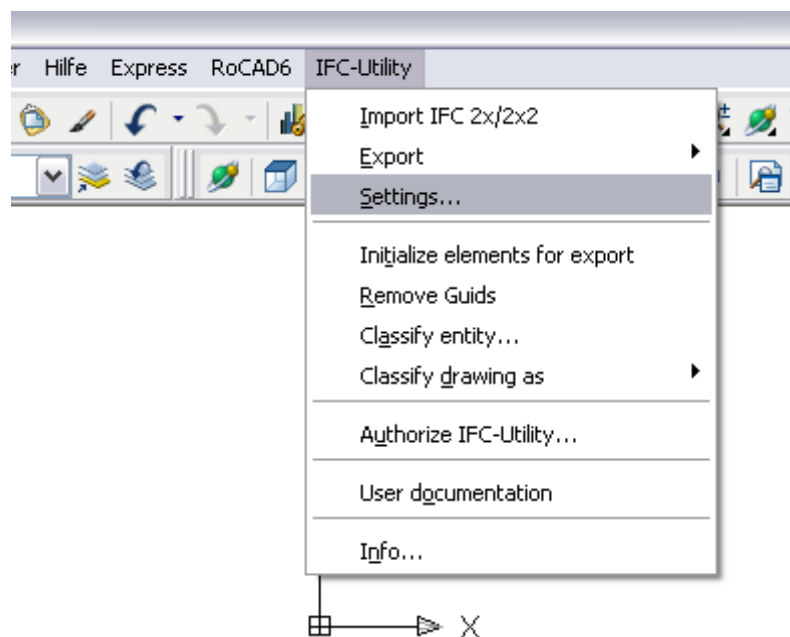 r Hilfe Express RoCAD6 IFC-Utility
Import IFC 2x/2x2
Export
Settings...
Initialize elements for export
Remove Guids
Classify entity...
Classify drawing as
Authorize IFC-Utility...
User documentation
Info...
X